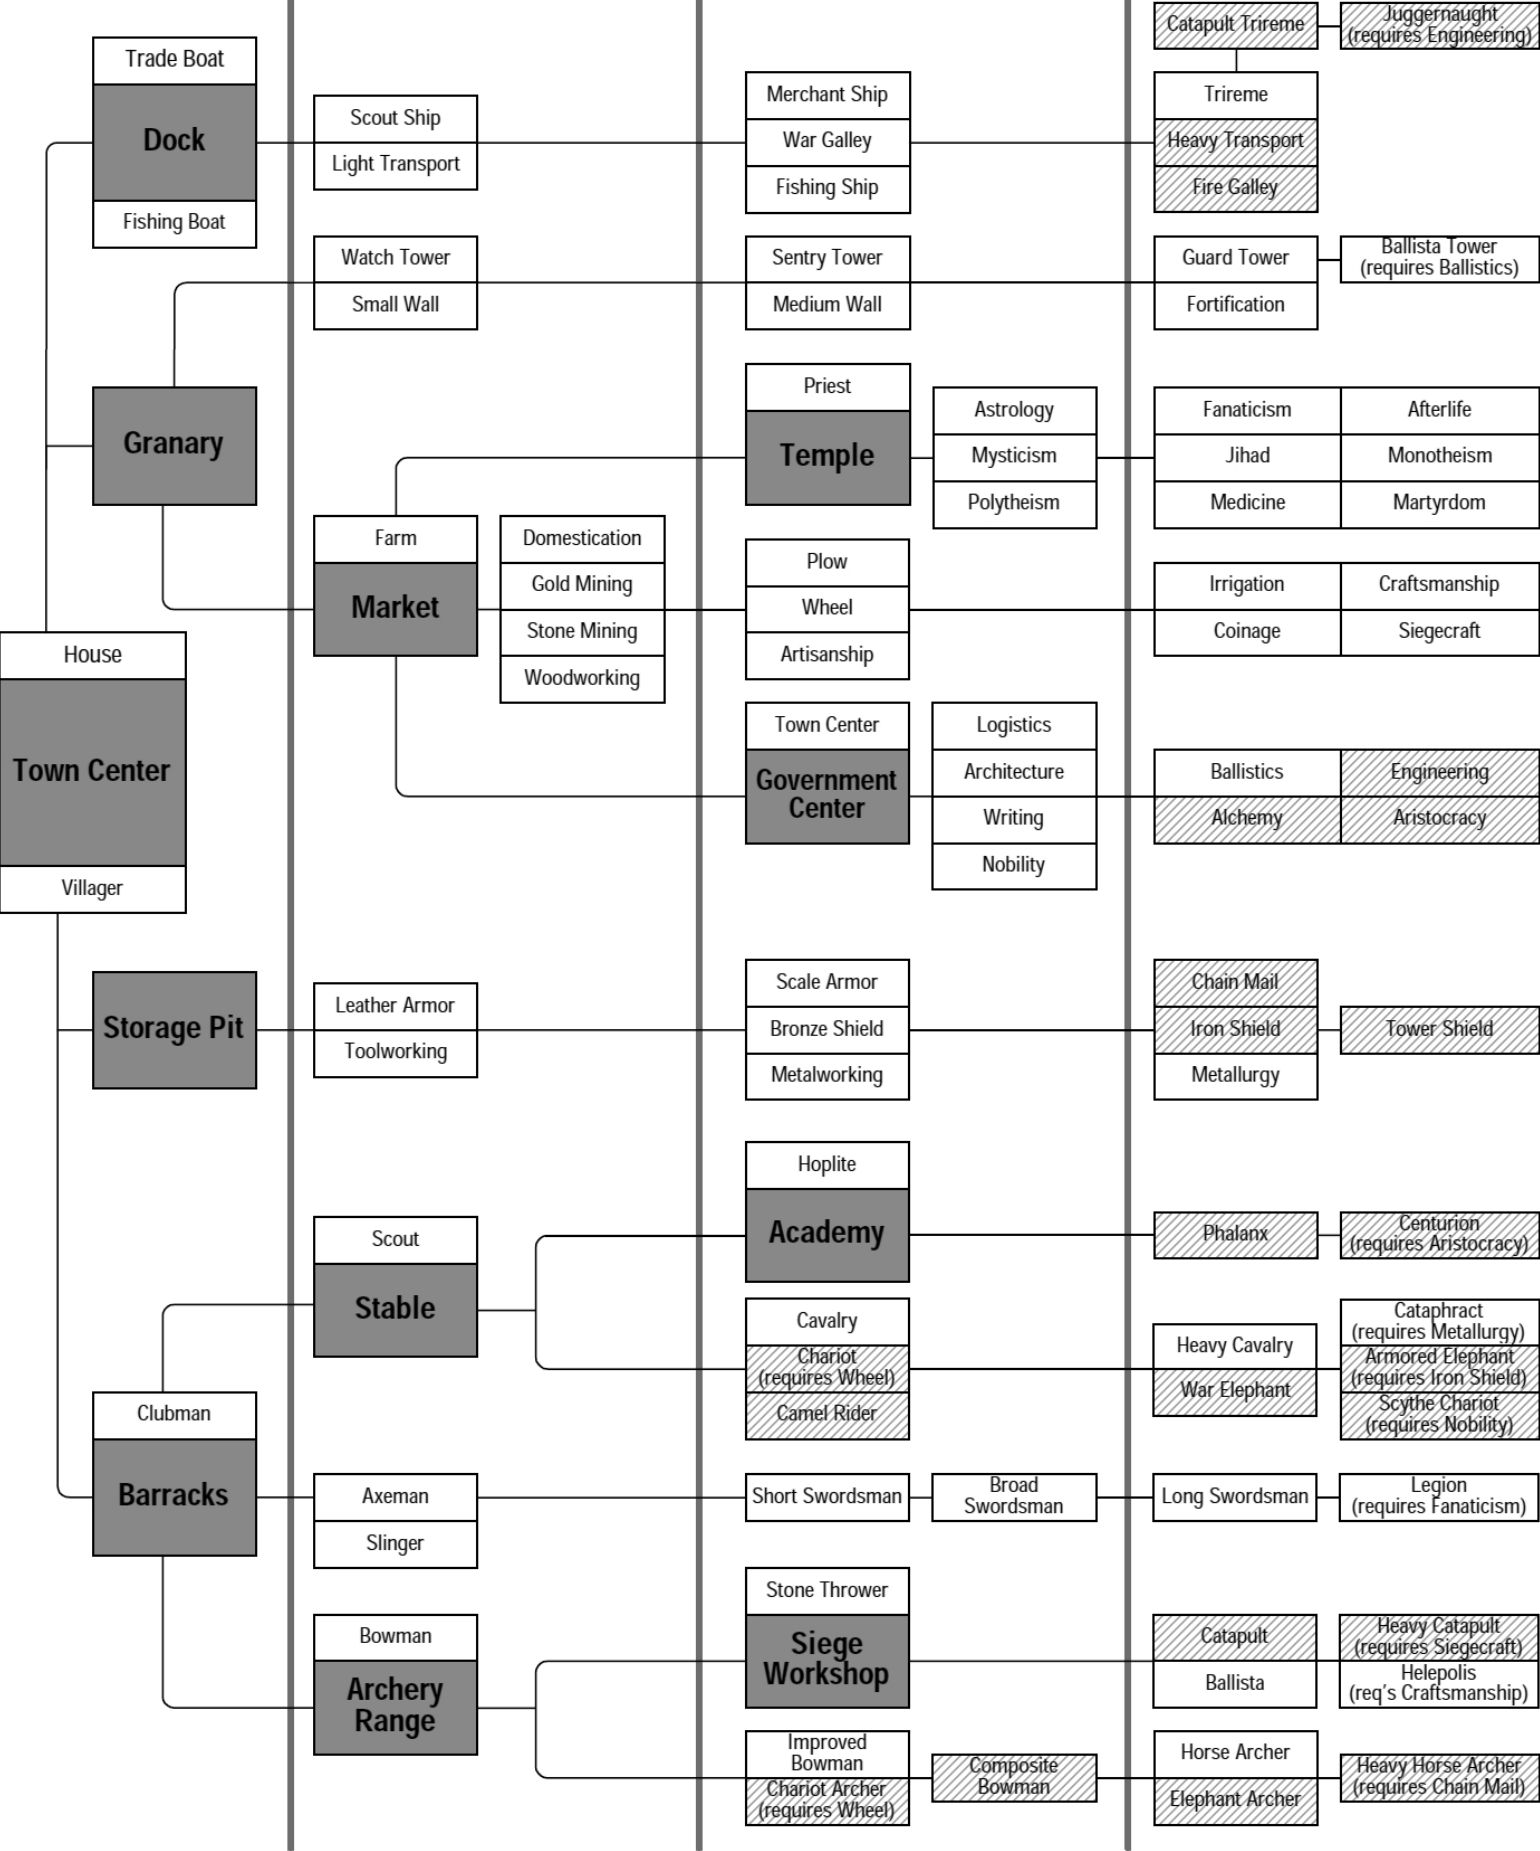 Catapult Trireme
Juggernaught
(requires Engineering)
Trade Boat
Dock
Fishing Boat
Scout Ship
Light Transport
Merchant Ship
War Galley
Fishing Ship
Trireme
Heavy Transport
Fire Galley
Watch Tower
Small Wall
Sentry Tower
Medium Wall
Guard Tower
Fortification
Ballista Tower
(requires Ballistics)
Granary
Priest
Temple
Astrology
Mysticism
Polytheism
Fanaticism
Afterlife
Jihad
Monotheism
Medicine
Martyrdom
Farm
Market
Domestication
Gold Mining
Stone Mining
Woodworking
Plow
Wheel
Artisanship
Irrigation
Craftsmanship
Coinage
Siegecraft
House
Town Center
Villager
Town Center
Government
Center
Logistics
Architecture
Writing
Nobility
Ballistics
Engineering
Alchemy
Aristocracy
Storage Pit
Leather Armor
Toolworking
Scale Armor
Bronze Shield
Metalworking
Chain Mail
Iron Shield
Metallurgy
Tower Shield
Hoplite
Academy
Phalanx
Centurion
(requires Aristocracy)
Scout
Stable
Cavalry
Chariot
(requires Wheel)
Camel Rider
Heavy Cavalry
War Elephant
Cataphract
(requires Metallurgy)
Armored Elephant
(requires Iron Shield)
Scythe Chariot
(requires Nobility)
Clubman
Barracks
Axeman
Slinger
Short Swordsman
Broad
Swordsman
Long Swordsman
Legion
(requires Fanaticism)
Bowman
Archery
Range
Stone Thrower
Siege
Workshop
Catapult
Ballista
Heavy Catapult
(requires Siegecraft)
Helepolis
(req's Craftsmanship)
Improved
Bowman
Chariot Archer
(requires Wheel)
Composite
Bowman
Horse Archer
Elephant Archer
Heavy Horse Archer
(requires Chain Mail)